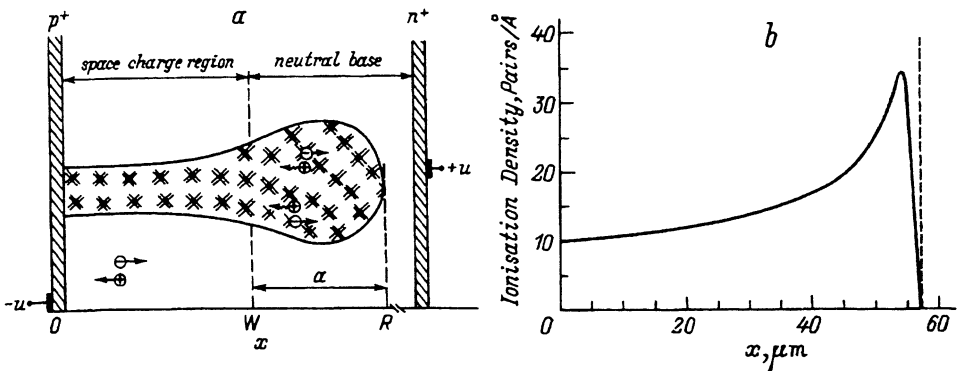 a
p⁺
n⁺
space charge region
neutral base
+u
a
-u
0
W
R
x
b
Ionisation Density, Pairs/Å
40
30
20
10
0
20
40
60
x, μm